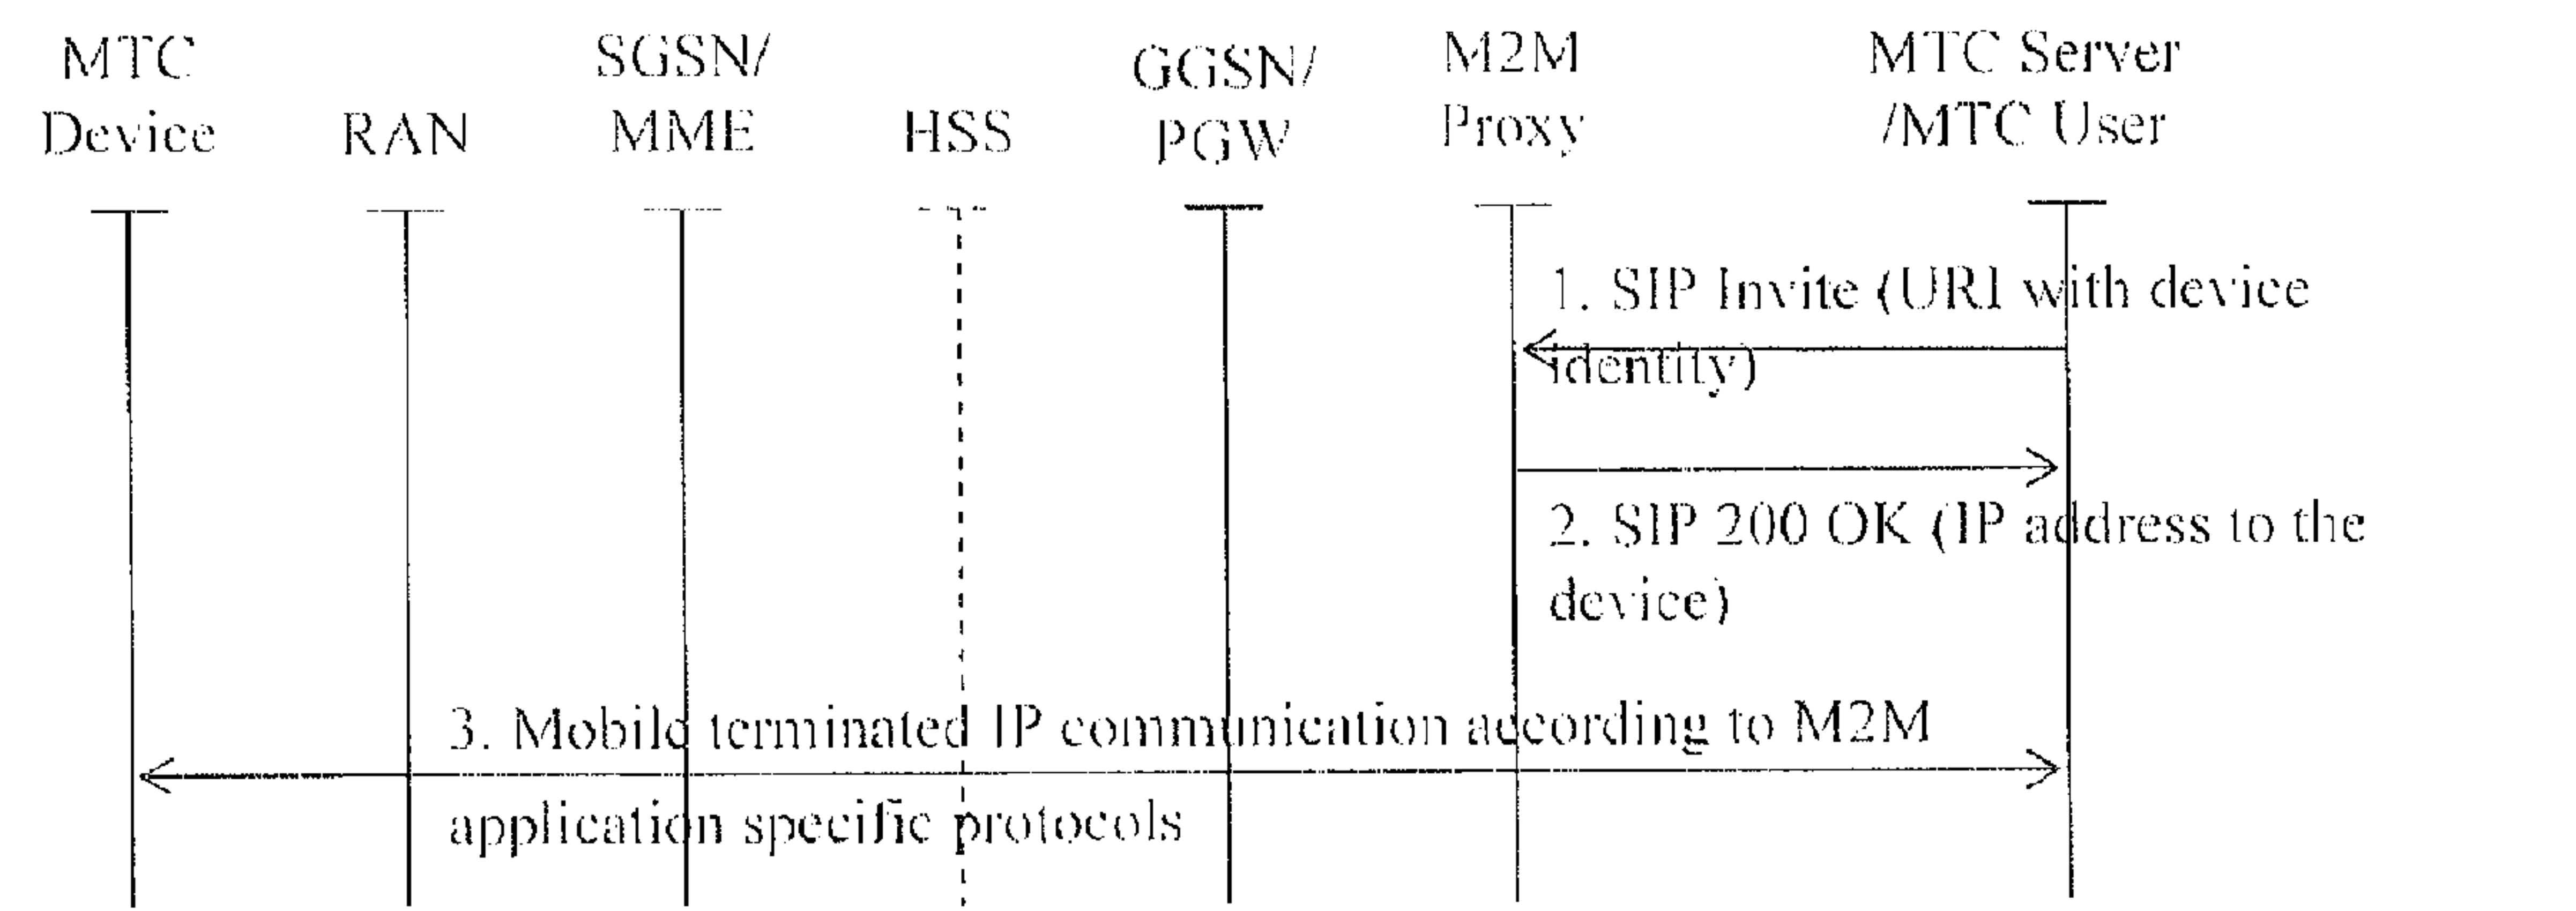 MTC
Device
RAN
SGSN/
MME
HSS
GGSN/
PGW
M2M
Proxy
MTC Server
/MTC User
1. SIP Invite (URI with device
identity)
2. SIP 200 OK (IP address to the
device)
3. Mobile terminated IP communication according to M2M
application specific protocols